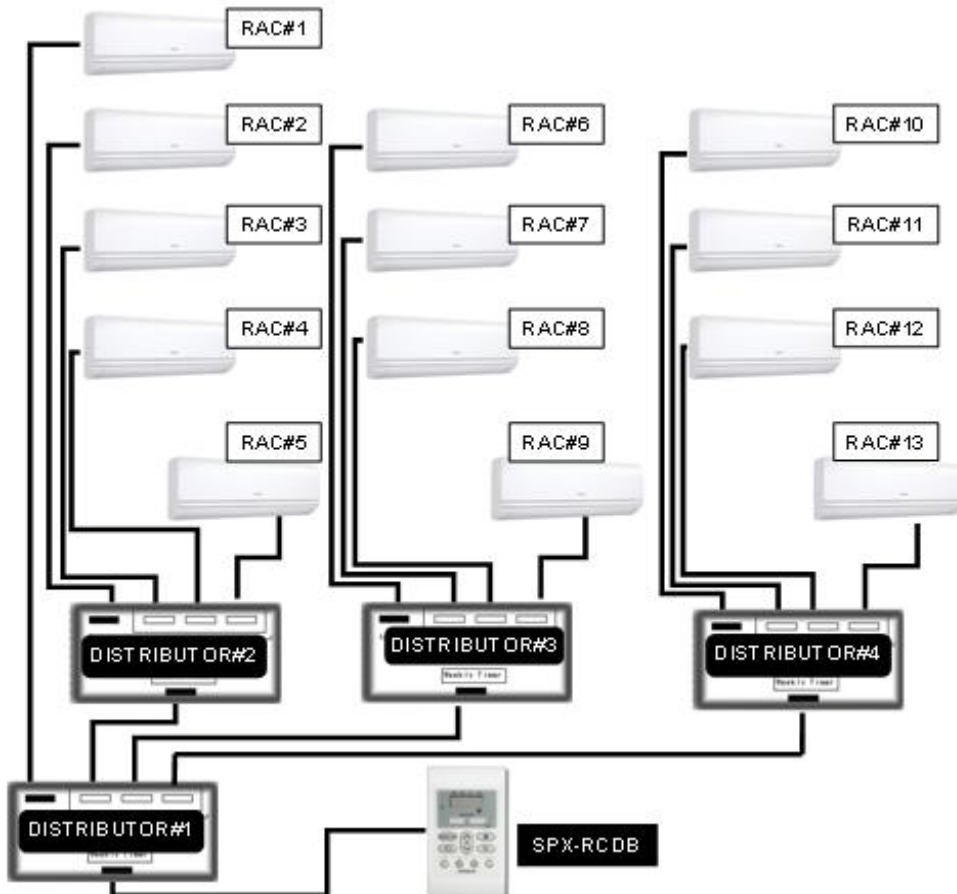 RAC#1
RAC#2
RAC#6
RAC#10
RAC#3
RAC#7
RAC#11
RAC#4
RAC#8
RAC#12
RAC#5
RAC#9
RAC#13
DISTRIBUTOR#2
DISTRIBUTOR#3
DISTRIBUTOR#4
Weekly Timer
Weekly Timer
DISTRIBUTOR#1
Weekly Timer
SPX-RCDB